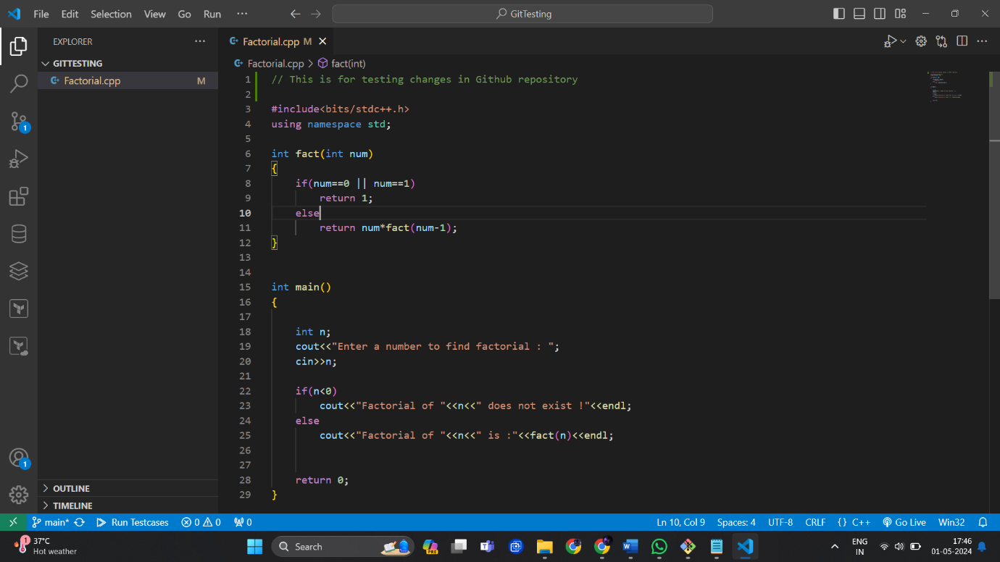 File Edit Selection View Go Run ··· GitTesting
EXPLORER ···
GITTESTING
Factorial.cpp M
OUTLINE
TIMELINE
1
1
Factorial.cpp M
Factorial.cpp > fact(int)
1 // This is for testing changes in Github repository
2
3 #include<bits/stdc++.h>
4 using namespace std;
5
6 int fact(int num)
7 {
8 if(num==0 || num==1)
9 return 1;
10 else
11 return num*fact(num-1);
12 }
13
14
15 int main()
16 {
17
18 int n;
19 cout<<"Enter a number to find factorial : ";
20 cin>>n;
21
22 if(n<0)
23 cout<<"Factorial of "<<n<<" does not exist !"<<endl;
24 else
25 cout<<"Factorial of "<<n<<" is :"<<fact(n)<<endl;
26
27
28 return 0;
29 }
main* Run Testcases 0 0 0 Ln 10, Col 9 Spaces: 4 UTF-8 CRLF {} C++ Go Live Win32
1 37°C
Hot weather
Search
PRE
ENG
IN
17:46
01-05-2024